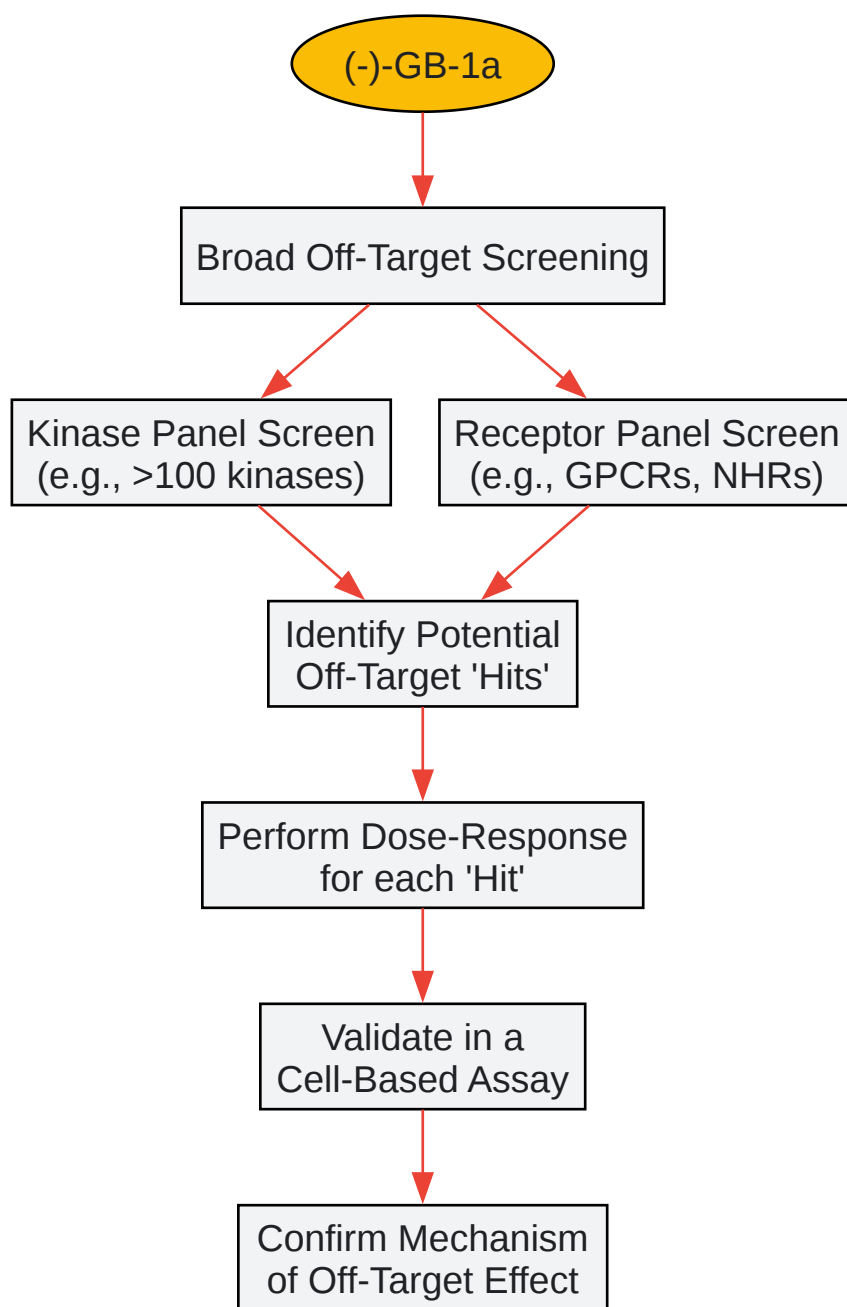 (-)-GB-1a
Broad Off-Target Screening
Kinase Panel Screen
(e.g., >100 kinases)
Receptor Panel Screen
(e.g., GPCRs, NHRs)
Identify Potential
Off-Target 'Hits'
Perform Dose-Response
for each 'Hit'
Validate in a
Cell-Based Assay
Confirm Mechanism
of Off-Target Effect